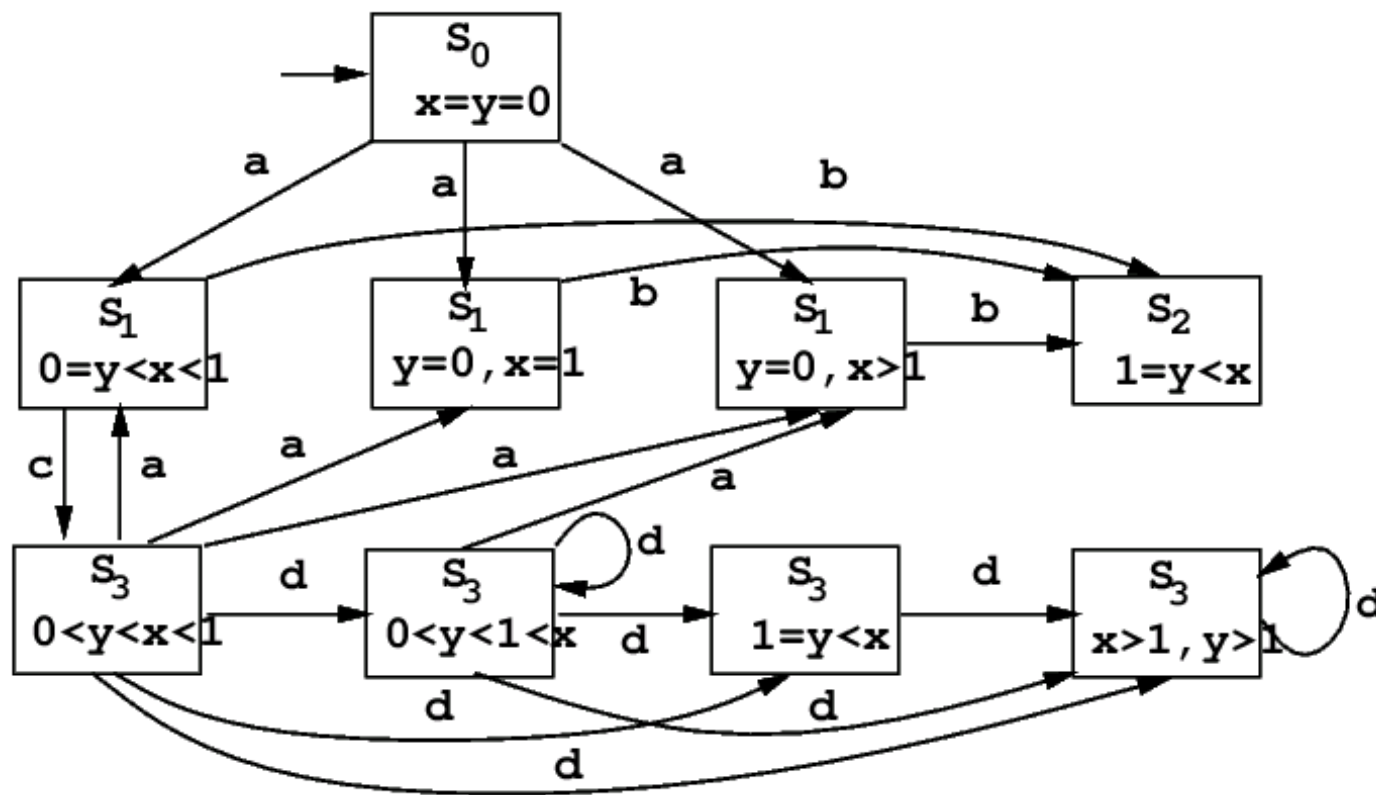 S0
x=y=0
a
a
a
b
S1
0=y<x<1
S1
y=0,x=1
b
S1
y=0,x>1
b
S2
1=y<x
c
a
a
a
a
S3
0<y<x<1
d
S3
0<y<1<x
d
d
S3
1=y<x
d
S3
x>1,y>1
d
d
d
d